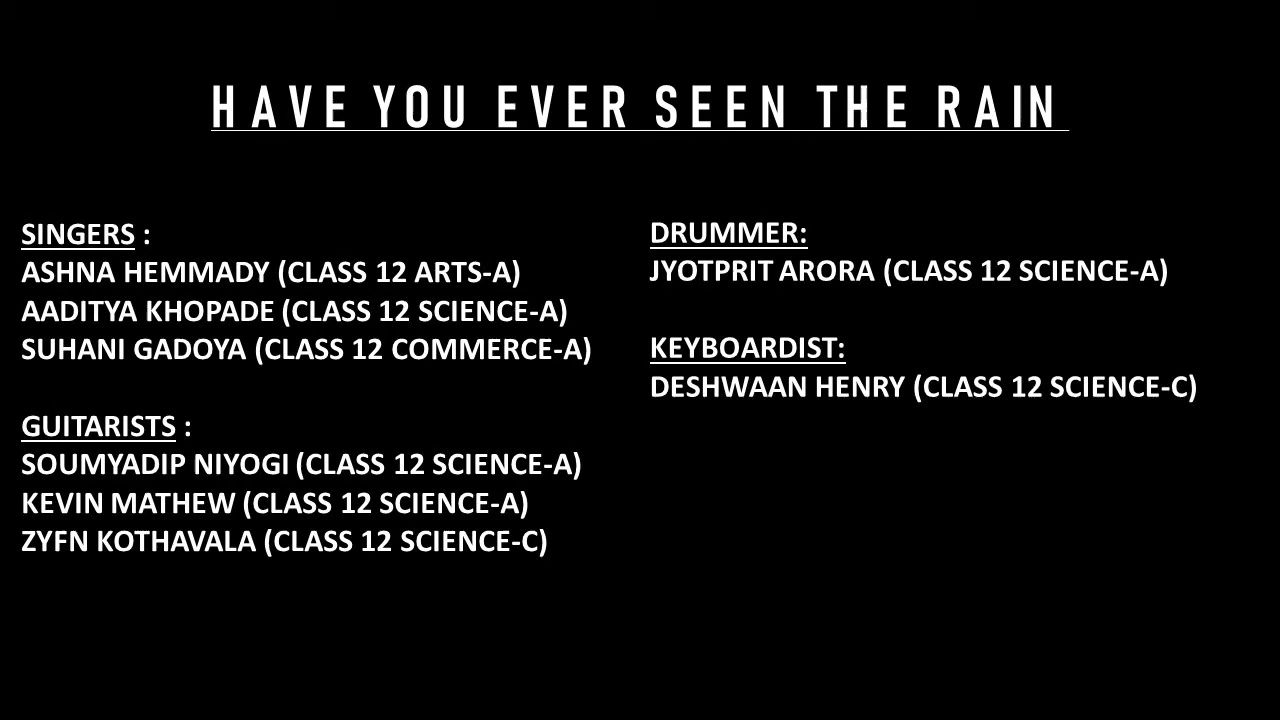 HAVE YOU EVER SEEN THE RAIN
SINGERS :
ASHNA HEMMADY (CLASS 12 ARTS-A)
AADITYA KHOPADE (CLASS 12 SCIENCE-A)
SUHANI GADOYA (CLASS 12 COMMERCE-A)
GUITARISTS :
SOUMYADIP NIYOGI (CLASS 12 SCIENCE-A)
KEVIN MATHEW (CLASS 12 SCIENCE-A)
ZYFN KOTHAVALA (CLASS 12 SCIENCE-C)
DRUMMER:
JYOTPRIT ARORA (CLASS 12 SCIENCE-A)
KEYBOARDIST:
DESHWAAN HENRY (CLASS 12 SCIENCE-C)